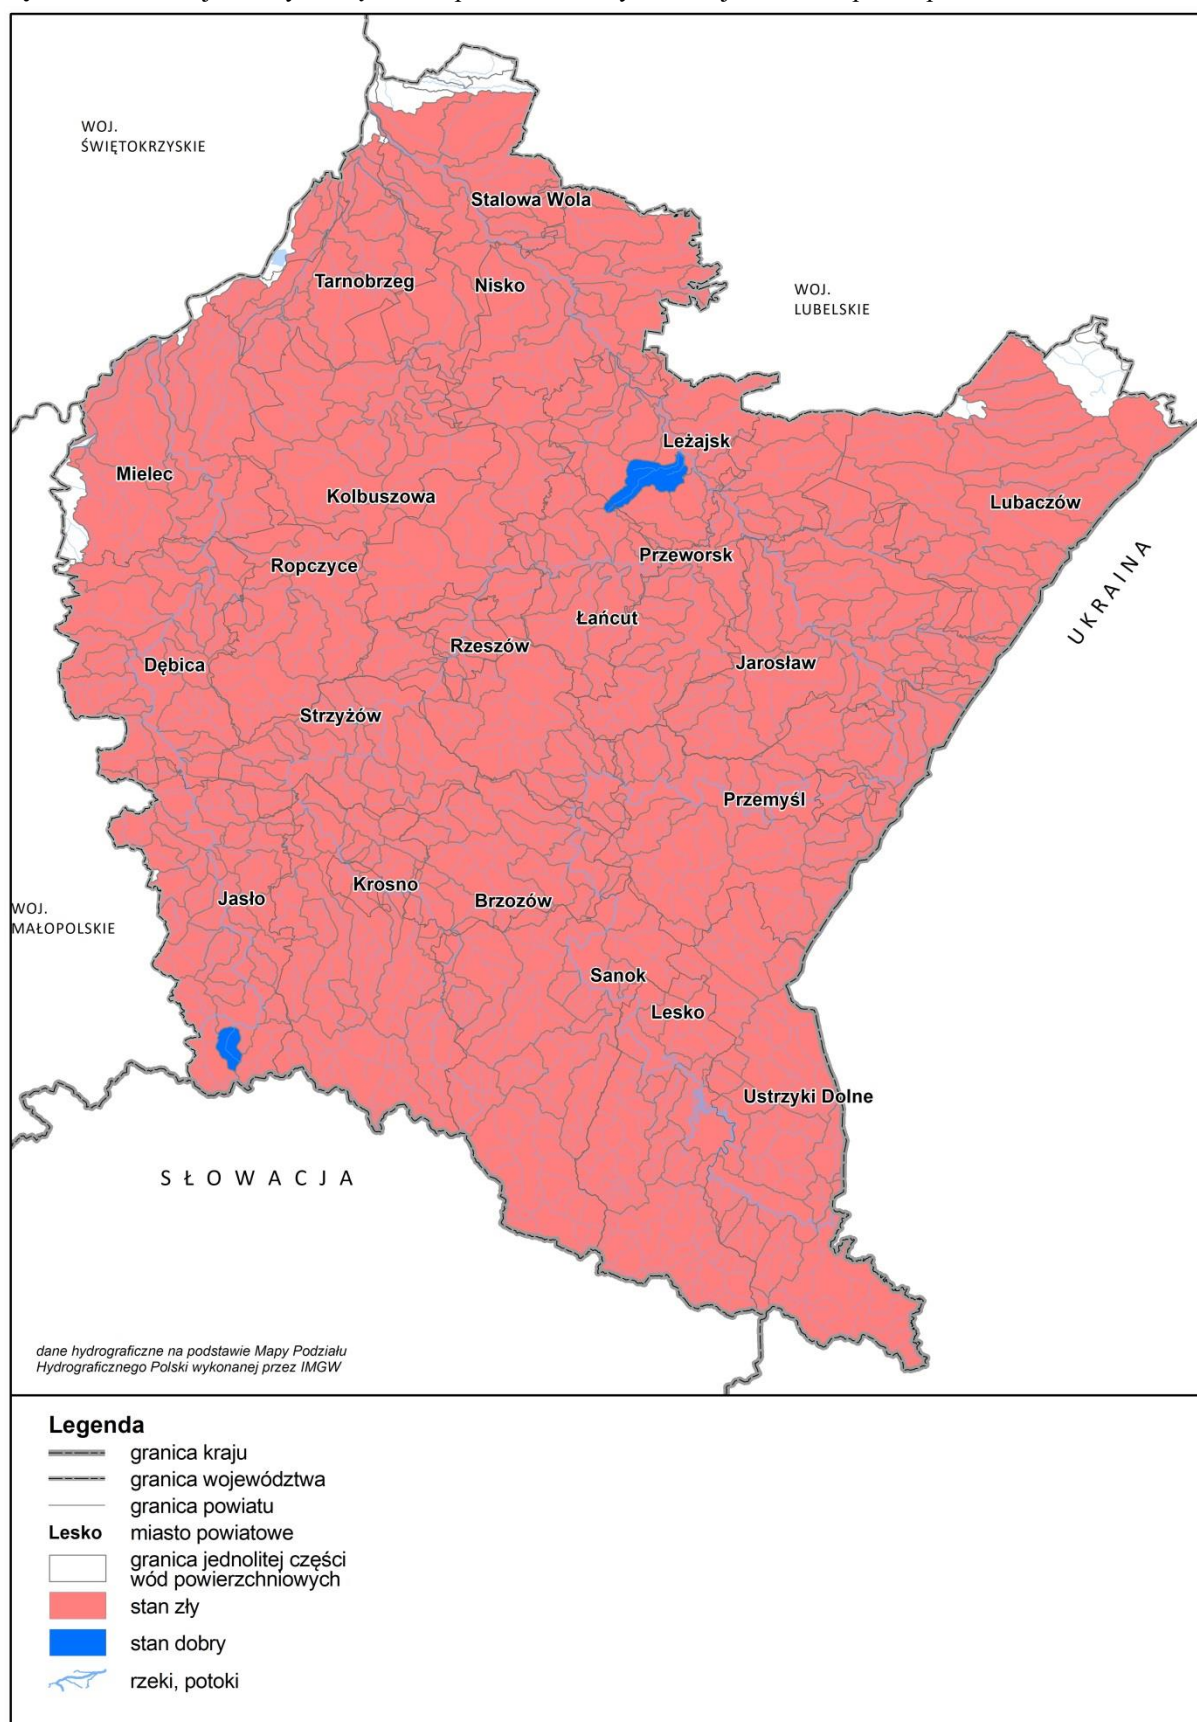 WOJ.
ŚWIĘTOKRZYSKIE
Stalowa Wola
Tarnobrzeg
Nisko
WOJ.
LUBELSKIE
Leżajsk
Mielec
Kolbuszowa
Lubaczów
Ropczyce
Przeworsk
UKRAINA
Łańcut
Rzeszów
Dębica
Jarosław
Strzyżów
Przemyśl
Krosno
Jasło
Brzozów
WOJ.
MAŁOPOLSKIE
Sanok
Lesko
Ustrzyki Dolne
SŁOWACJA
dane hydrograficzne na podstawie Mapy Podziału
Hydrograficznego Polski wykonanej przez IMGW
Legenda
granica kraju
granica województwa
granica powiatu
Lesko miasto powiatowe
granica jednolitej części
wód powierzchniowych
stan zły
stan dobry
rzeki, potoki